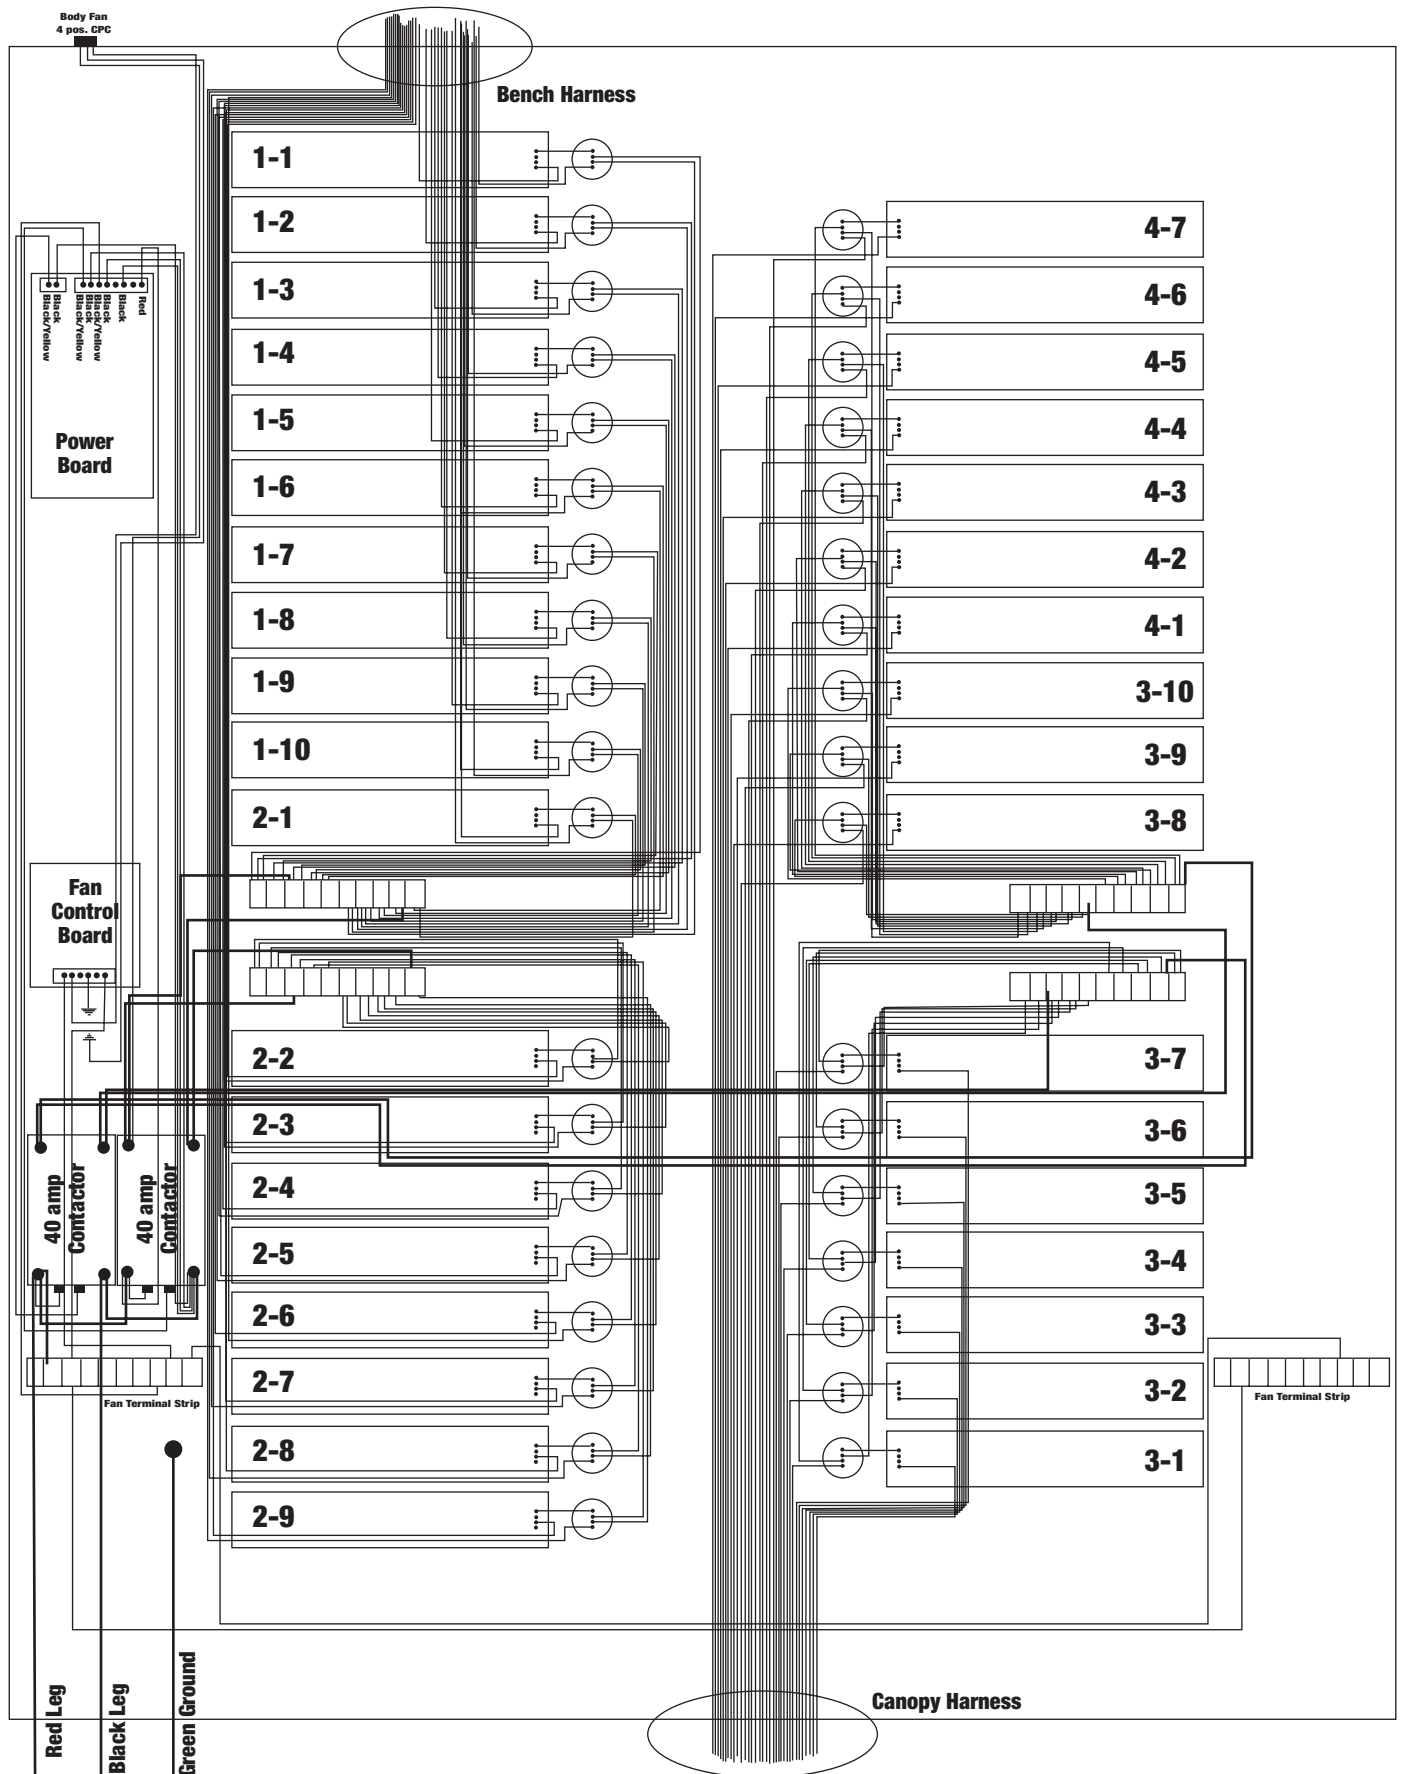 Body Fan
4 pos. CPC
Bench Harness
1-1
1-2
1-3
1-4
1-5
1-6
1-7
1-8
1-9
1-10
2-1
4-7
4-6
4-5
4-4
4-3
4-2
4-1
3-10
3-9
3-8
Black/Yellow
Black
Black/Yellow
Black
Black/Yellow
Black
Black
Red
Power
Board
Fan
Control
Board
2-2
2-3
2-4
2-5
2-6
2-7
2-8
2-9
3-7
3-6
3-5
3-4
3-3
3-2
3-1
40 amp
Contactor
40 amp
Contactor
Fan Terminal Strip
Fan Terminal Strip
Red Leg
Black Leg
Green Ground
Canopy Harness